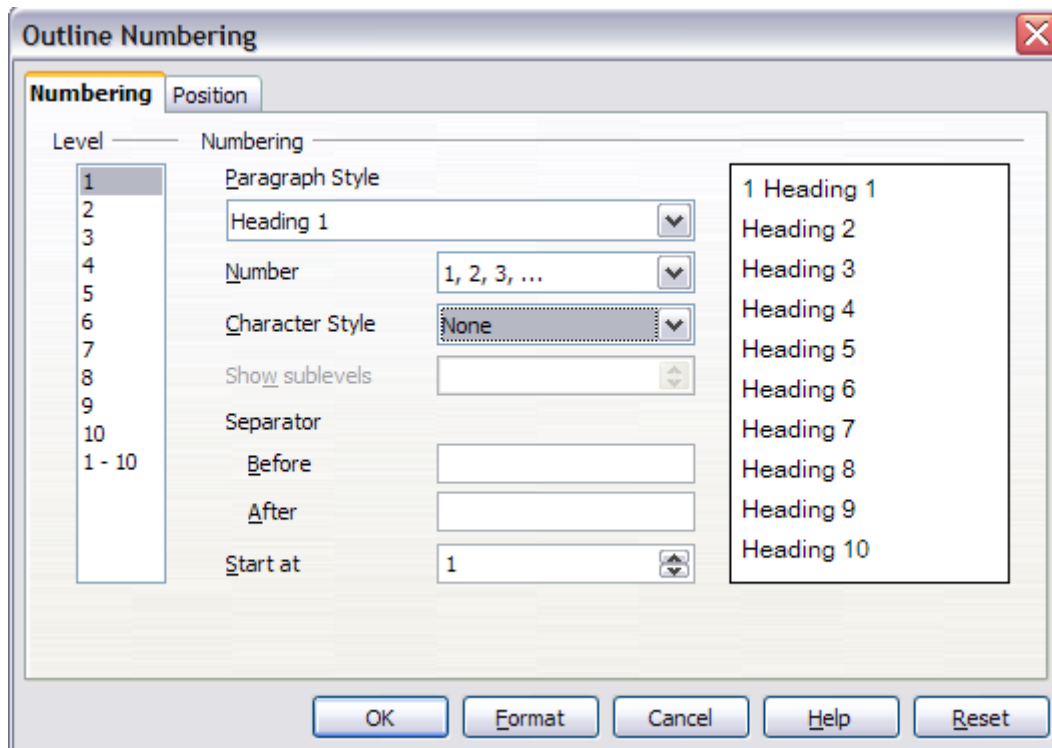 Outline Numbering
Numbering Position
Level Numbering
1
2
3
4
5
6
7
8
9
10
1 - 10
Paragraph Style
Heading 1
Number 1, 2, 3, ...
Character Style None
Show sublevels
Separator
Before
After
Start at 1
1 Heading 1
Heading 2
Heading 3
Heading 4
Heading 5
Heading 6
Heading 7
Heading 8
Heading 9
Heading 10
OK Format Cancel Help Reset